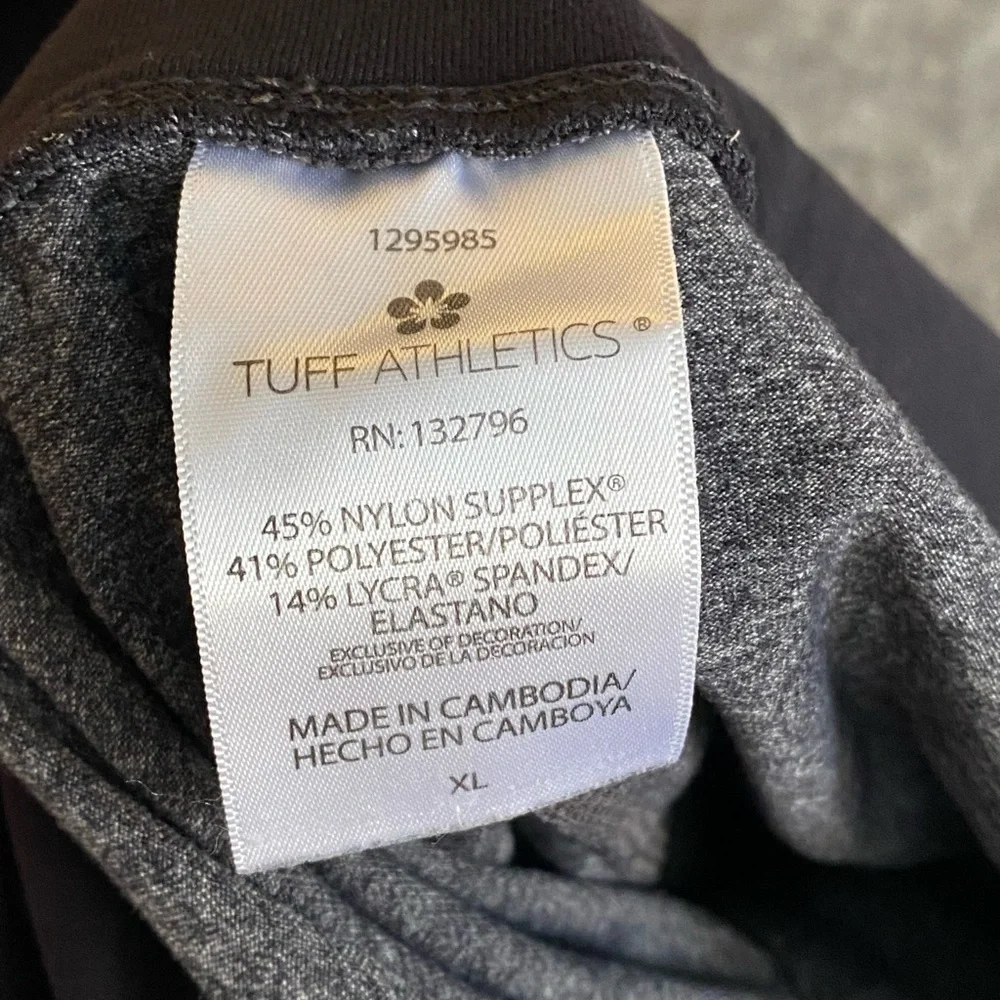 1295985
TUFF ATHLETICS®
RN: 132796
45% NYLON SUPPLEX®
41% POLYESTER/POLIÉSTER
14% LYCRA® SPANDEX/
ELASTANO
EXCLUSIVE OF DECORATION/
EXCLUSIVO DE LA DECORACION
MADE IN CAMBODIA/
HECHO EN CAMBOYA
XL